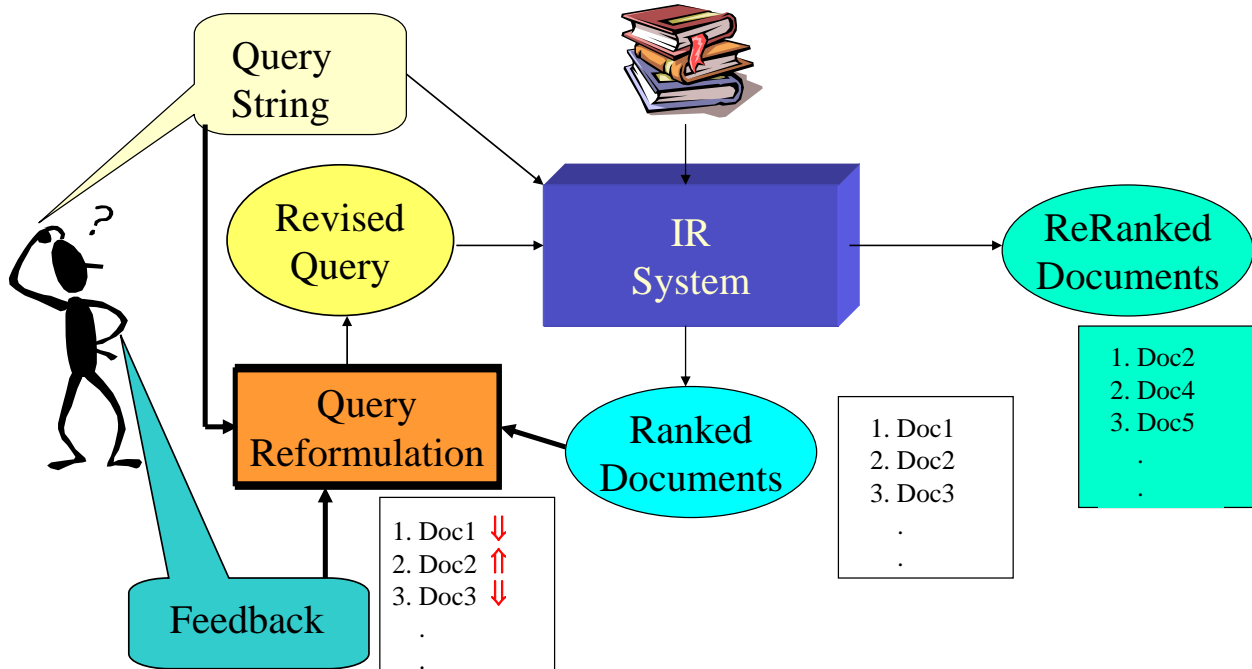 Query
String
?
Revised
Query
IR
System
ReRanked
Documents
1. Doc2
2. Doc4
3. Doc5
.
.
Query
Reformulation
Ranked
Documents
1. Doc1
2. Doc2
3. Doc3
.
.
1. Doc1 ⇓
2. Doc2 ⇑
3. Doc3 ⇓
.
.
Feedback